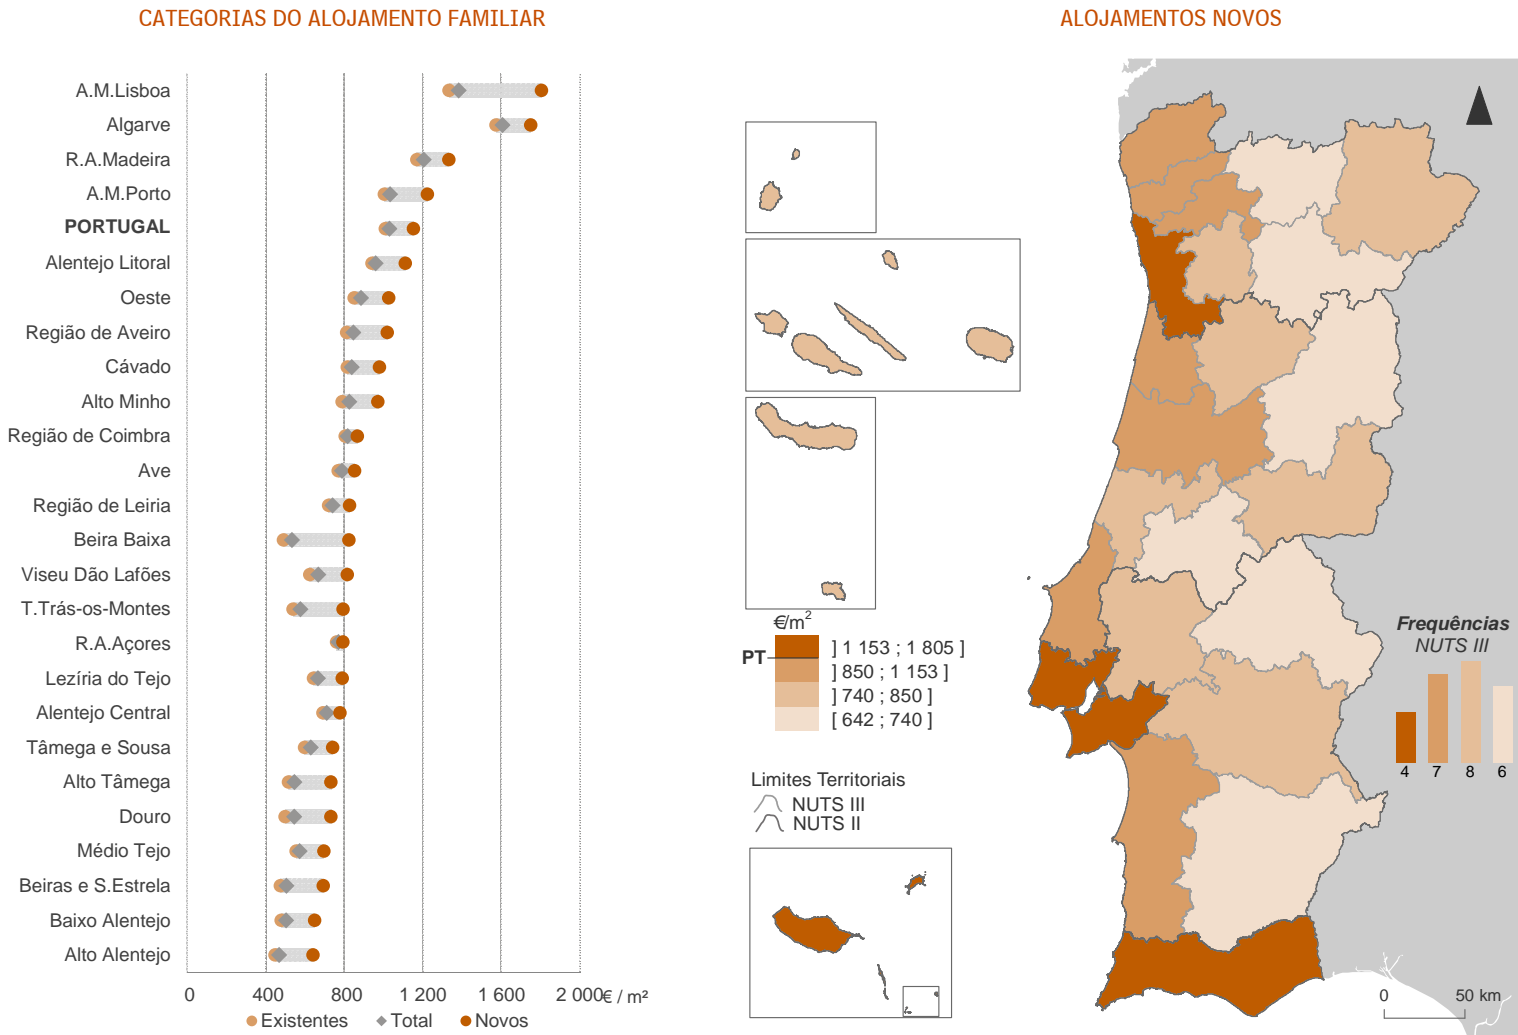 CATEGORIAS DO ALOJAMENTO FAMILIAR
A.M.Lisboa
Algarve
R.A.Madeira
A.M.Porto
PORTUGAL
Alentejo Litoral
Oeste
Região de Aveiro
Cávado
Alto Minho
Região de Coimbra
Ave
Região de Leiria
Beira Baixa
Viseu Dão Lafões
T.Trás-os-Montes
R.A.Açores
Lezíria do Tejo
Alentejo Central
Tâmega e Sousa
Alto Tâmega
Douro
Médio Tejo
Beiras e S.Estrela
Baixo Alentejo
Alto Alentejo
0 400 800 1 200 1 600 2 000 € / m²
Existentes Total Novos
ALOJAMENTOS NOVOS
€/m²
PT
] 1 153 ; 1 805 ]
] 850 ; 1 153 ]
] 740 ; 850 ]
[ 642 ; 740 ]
Limites Territoriais
NUTS III
NUTS II
Frequências
NUTS III
4 7 8 6
0 50 km